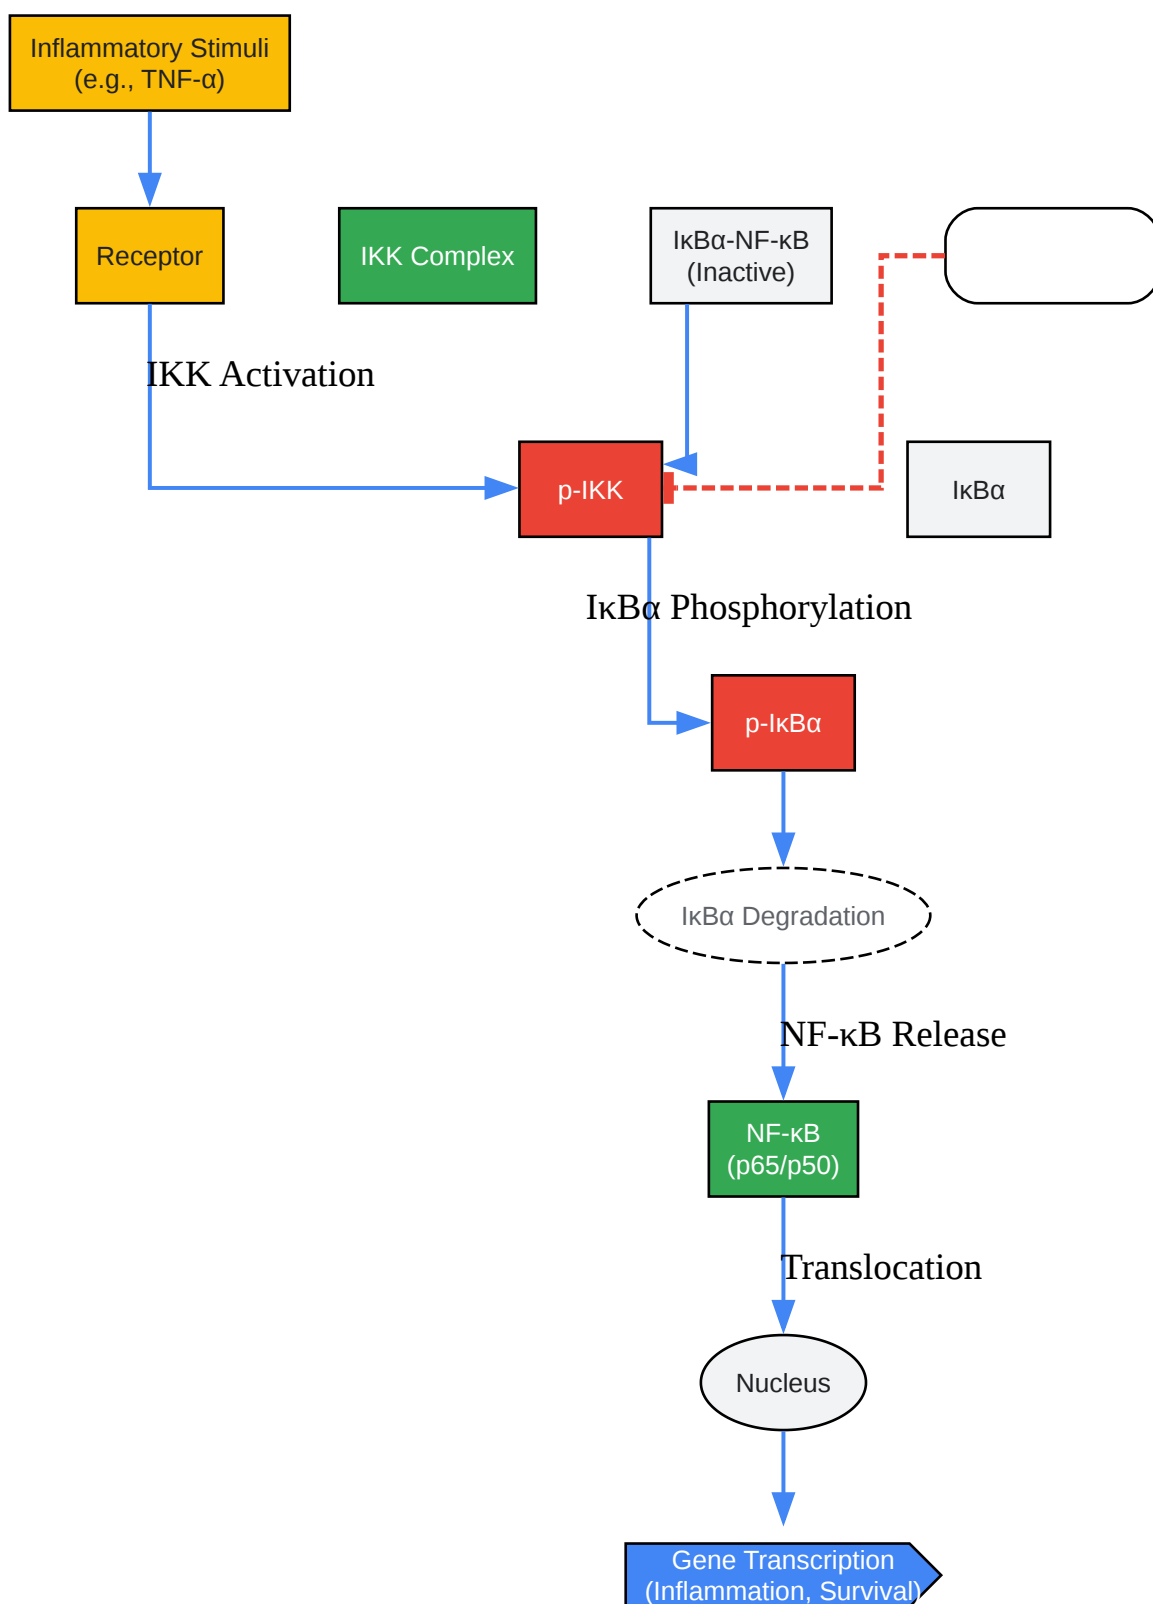 Inflammatory Stimuli
(e.g., TNF-α)
Receptor
IKK Complex
IκBα-NF-κB
(Inactive)
IKK Activation
p-IKK
IκBα
IκBα Phosphorylation
p-IκBα
IκBα Degradation
NF-κB Release
NF-κB
(p65/p50)
Translocation
Nucleus
Gene Transcription
(Inflammation, Survival)